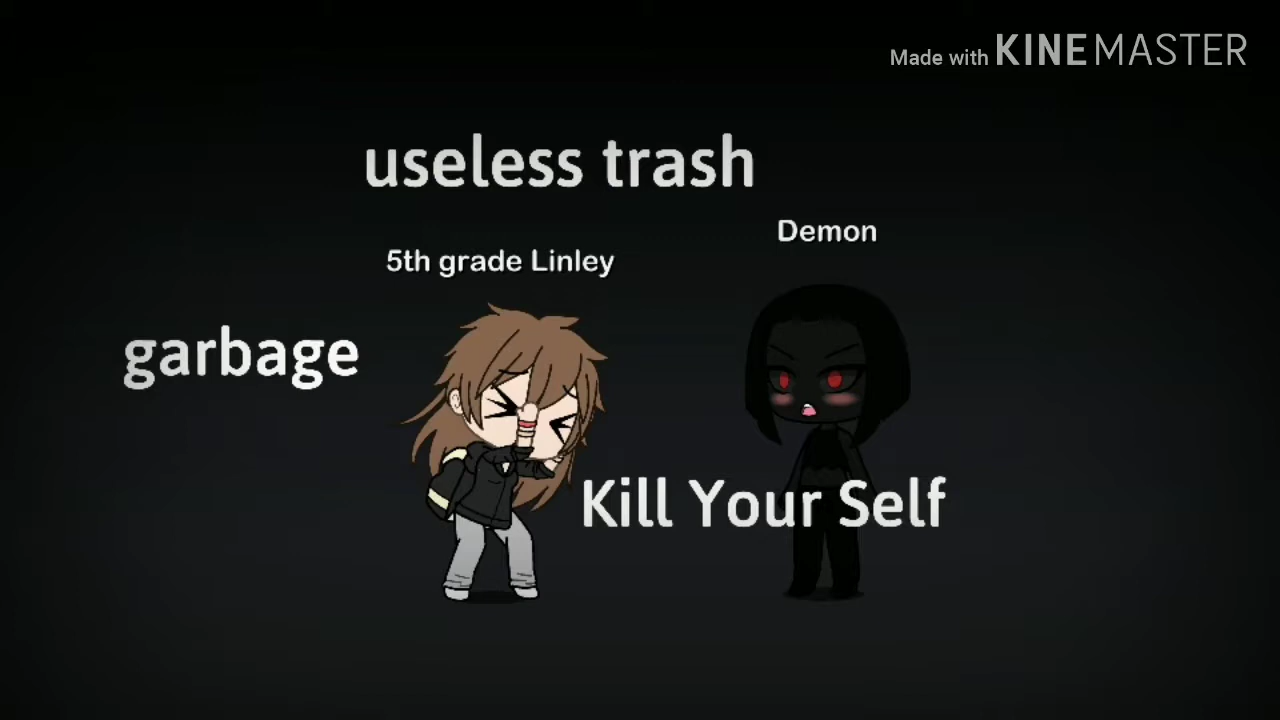 Made with KINEMASTER
useless trash
Demon
5th grade Linley
garbage
Kill Your Self